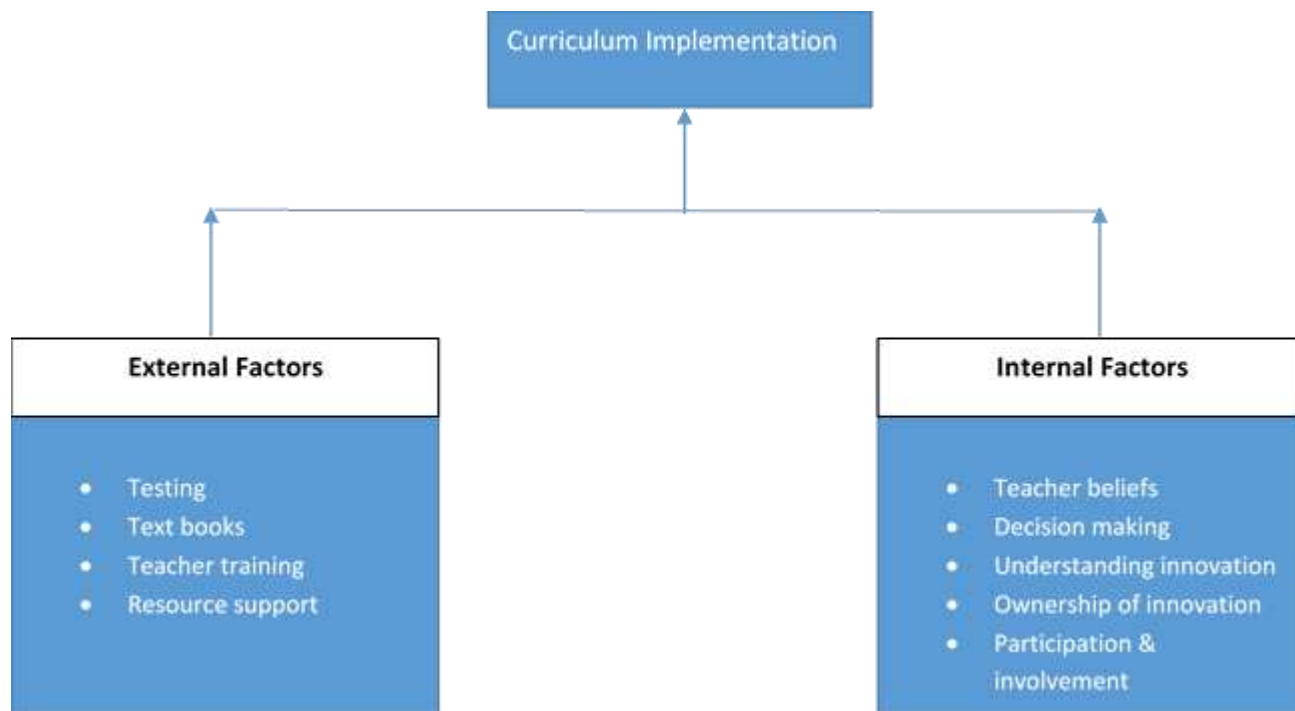 Curriculum Implementation
External Factors
• Testing
• Text books
• Teacher training
• Resource support
Internal Factors
• Teacher beliefs
• Decision making
• Understanding innovation
• Ownership of innovation
• Participation &
involvement